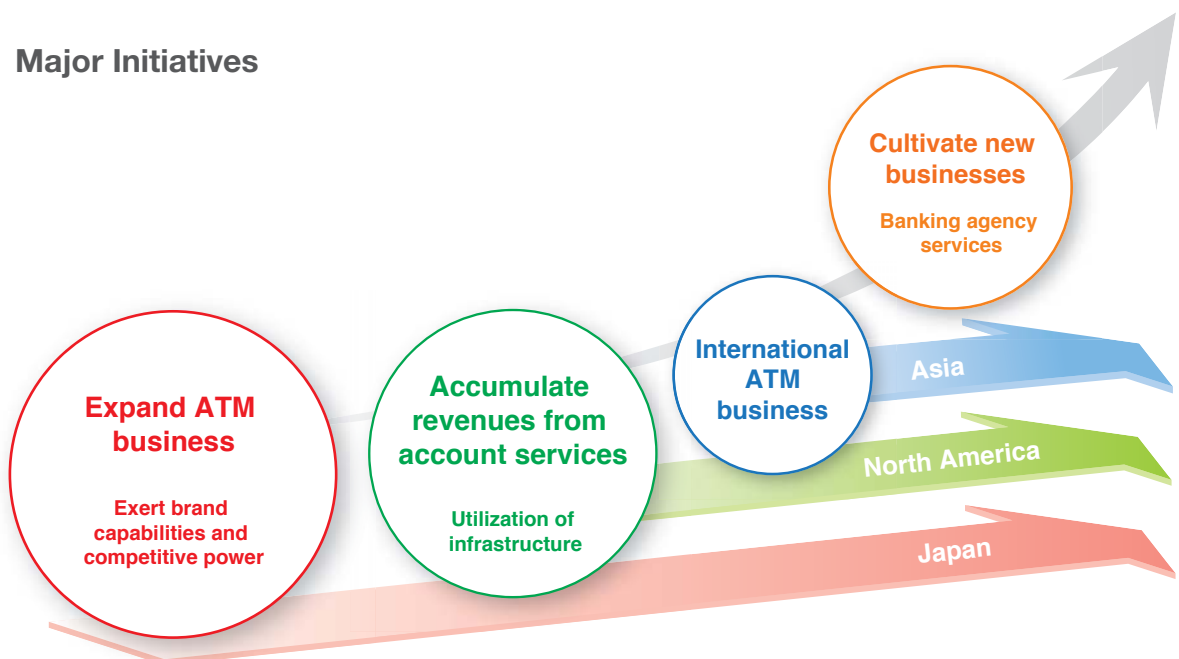 Major Initiatives
Expand ATM
business
Exert brand
capabilities and
competitive power
Accumulate
revenues from
account services
Utilization of
infrastructure
International
ATM
business
Cultivate new
businesses
Banking agency
services
Asia
North America
Japan